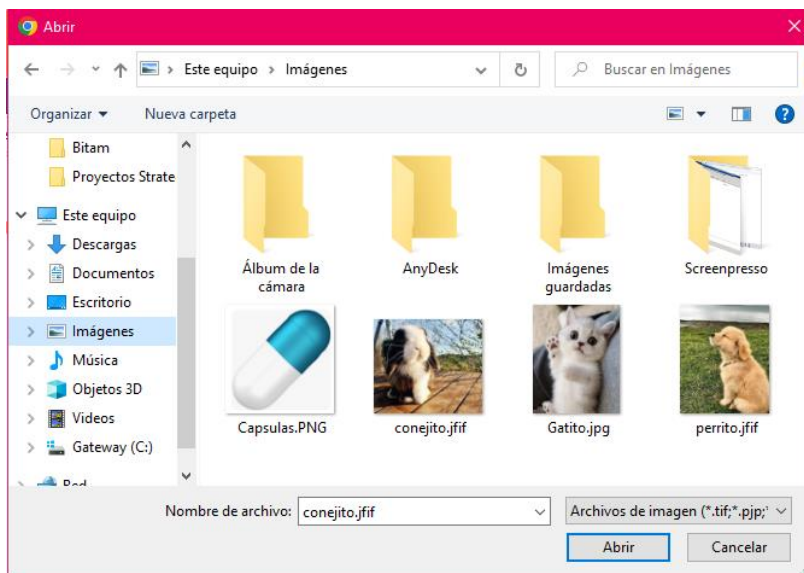 Abrir
Este equipo > Imágenes
Buscar en Imágenes
Organizar
Nueva carpeta
Bitam
Proyectos Strate
Este equipo
Descargas
Documentos
Escritorio
Imágenes
Música
Objetos 3D
Videos
Gateway (C:)
Red
Álbum de la
cámara
AnyDesk
Imágenes
guardadas
Screenpresso
Capsulas.PNG
conejito.jfif
Gatito.jpg
perrito.jfif
Nombre de archivo: conejito.jfif
Archivos de imagen (*.tif;*.pjp;
Abrir
Cancelar